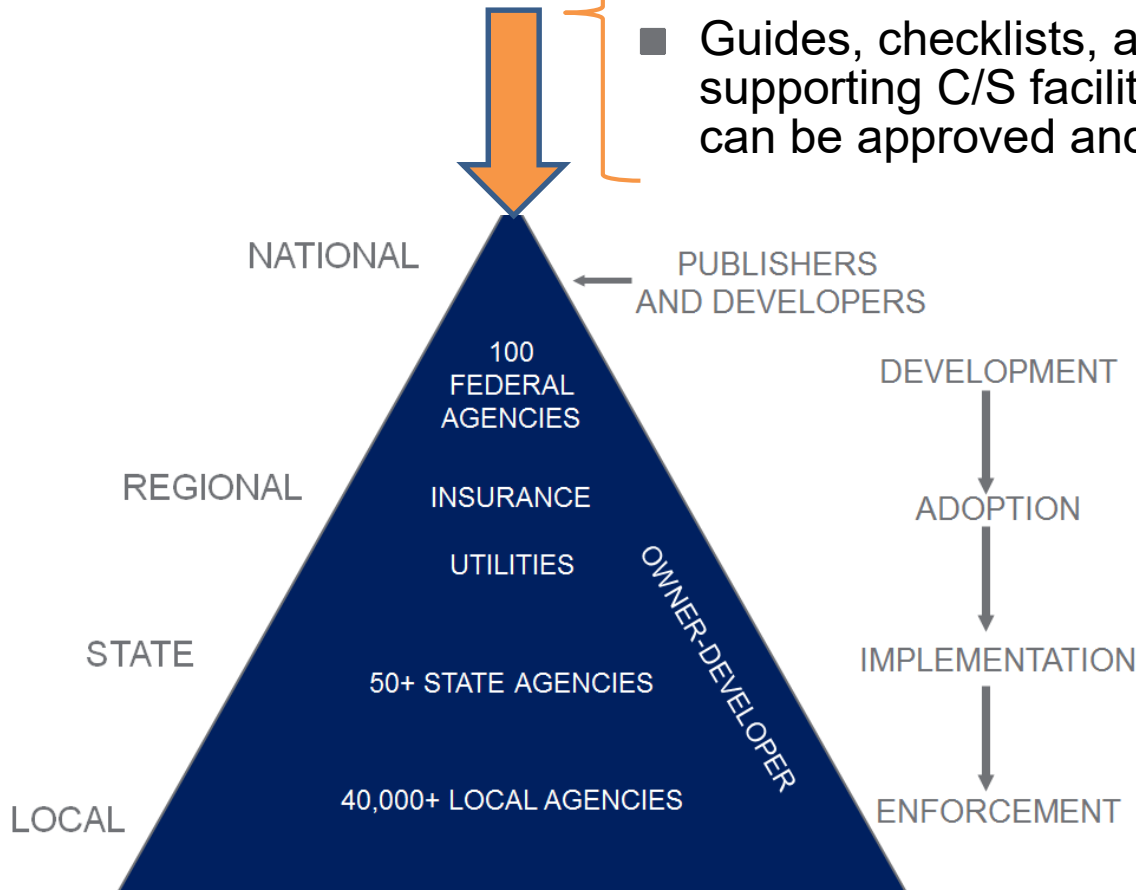 Guides, checklists, a
supporting C/S facilit
can be approved and
NATIONAL
PUBLISHERS
AND DEVELOPERS
100
FEDERAL
AGENCIES
DEVELOPMENT
REGIONAL
INSURANCE
ADOPTION
UTILITIES
OWNER-DEVELOPER
STATE
50+ STATE AGENCIES
IMPLEMENTATION
LOCAL
40,000+ LOCAL AGENCIES
ENFORCEMENT